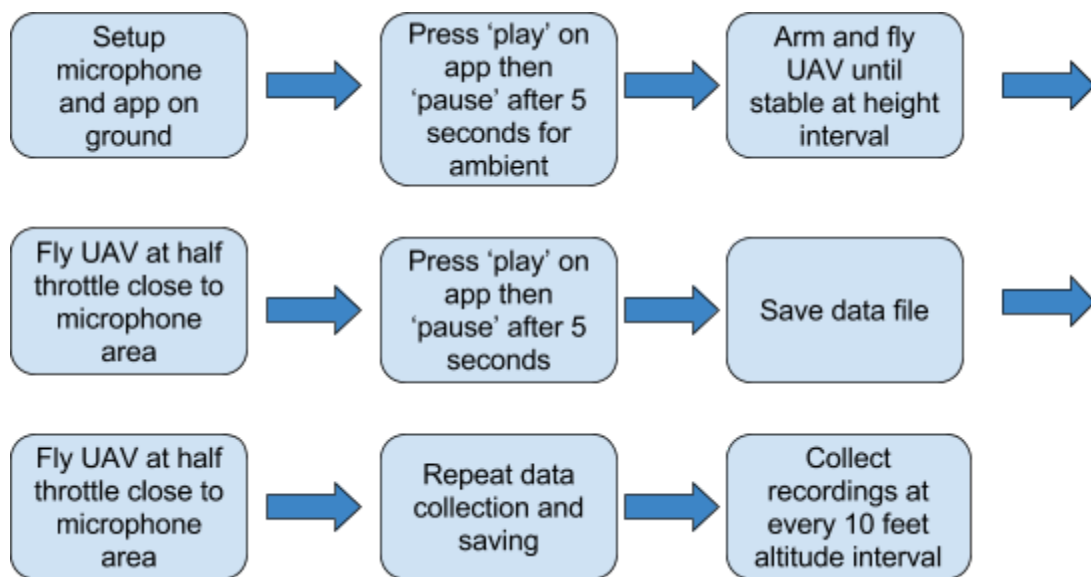 Setup
microphone
and app on
ground
Press ‘play’ on
app then
‘pause’ after 5
seconds for
ambient
Arm and fly
UAV until
stable at height
interval
Fly UAV at half
throttle close to
microphone
area
Press ‘play’ on
app then
‘pause’ after 5
seconds
Save data file
Fly UAV at half
throttle close to
microphone
area
Repeat data
collection and
saving
Collect
recordings at
every 10 feet
altitude interval